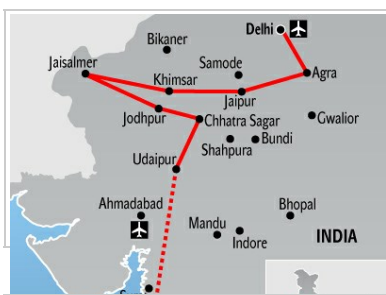 Delhi
Bikaner
Jaisalmer
Samode
Agra
Khimsar
Jaipur
Jodhpur
Chhatra Sagar
Gwalior
Shahpura
Bundi
Udaipur
Ahmadabad
Bhopal
Mandu
Indore
INDIA